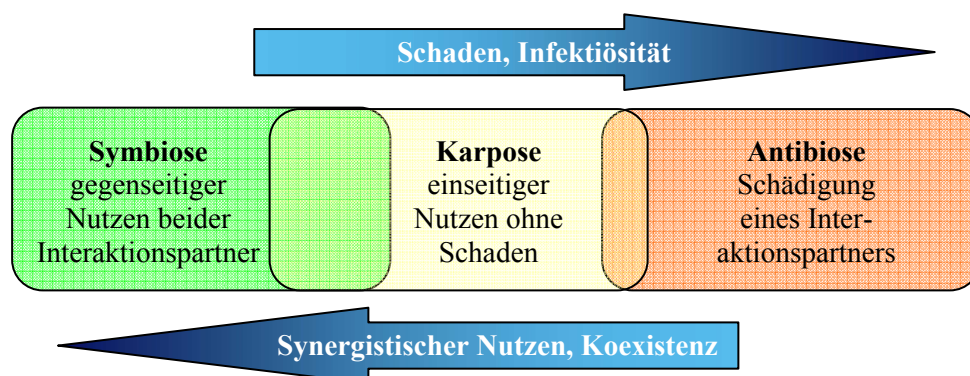 Schaden, Infektiösität
Symbiose
gegenseitiger
Nutzen beider
Interaktionspartner
Karpose
einseitiger
Nutzen ohne
Schaden
Antibiose
Schädigung
eines Inter-
aktionspartners
Synergistischer Nutzen, Koexistenz